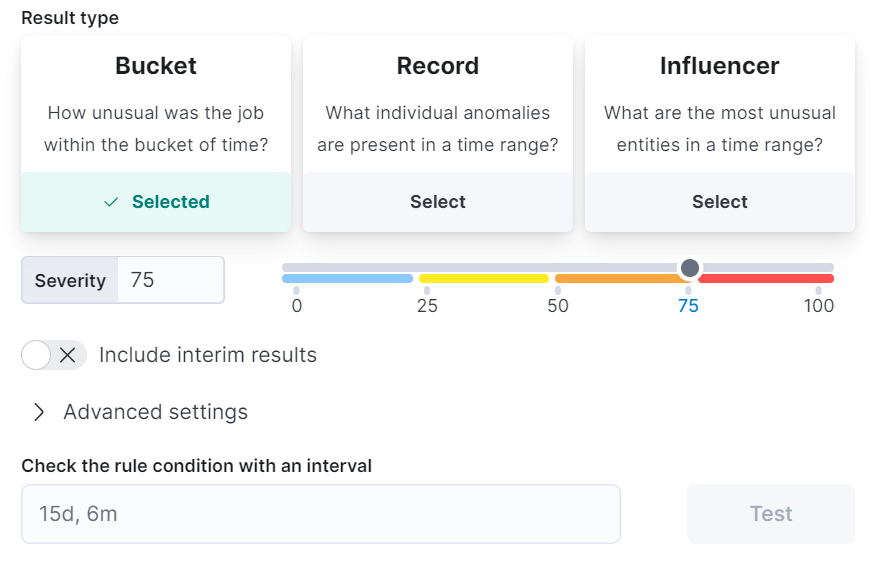 Result type
Bucket
How unusual was the job
within the bucket of time?
Selected
Record
What individual anomalies
are present in a time range?
Select
Influencer
What are the most unusual
entities in a time range?
Select
Severity 75
0 25 50 75 100
Include interim results
Advanced settings
Check the rule condition with an interval
15d, 6m
Test